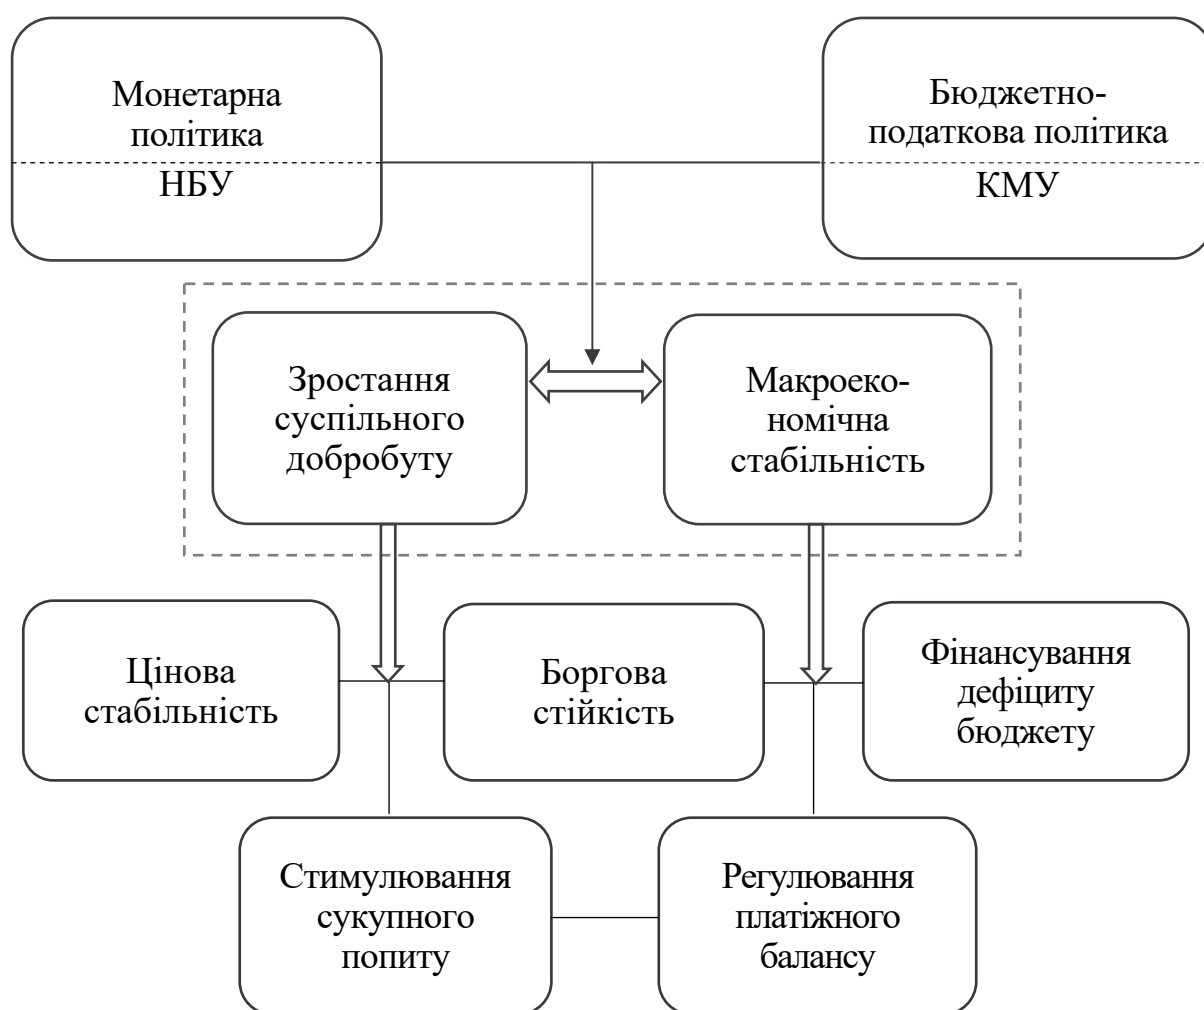 Монетарна
політика
НБУ
Бюджетно-
податкова політика
КМУ
Зростання
суспільного
добробуту
Макроеко-
номічна
стабільність
Цінова
стабільність
Боргова
стійкість
Фінансування
дефіциту
бюджету
Стимулювання
сукупного
попиту
Регулювання
платіжного
балансу